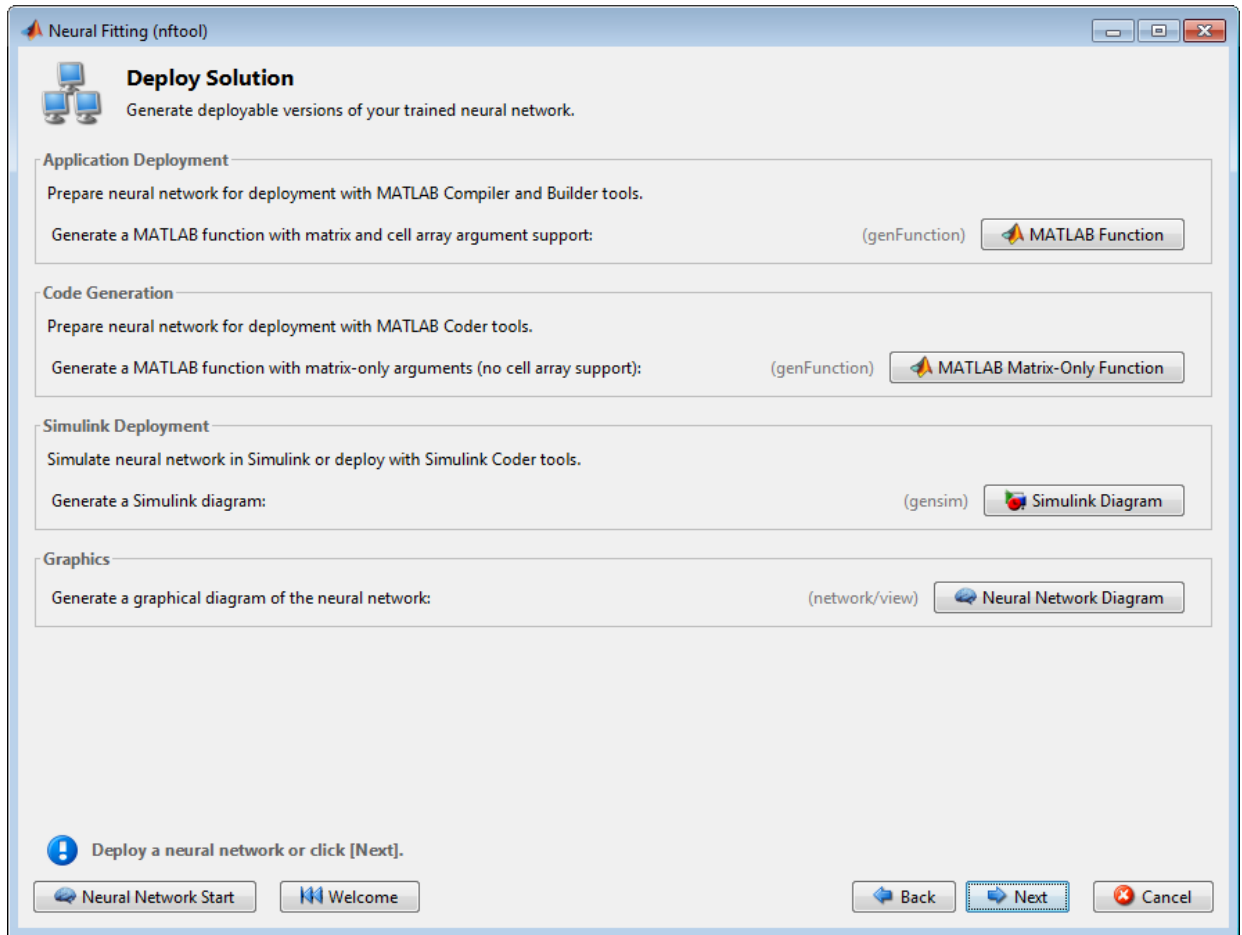 Neural Fitting (nftool)
Deploy Solution
Generate deployable versions of your trained neural network.
Application Deployment
Prepare neural network for deployment with MATLAB Compiler and Builder tools.
Generate a MATLAB function with matrix and cell array argument support: (genFunction) MATLAB Function
Code Generation
Prepare neural network for deployment with MATLAB Coder tools.
Generate a MATLAB function with matrix-only arguments (no cell array support): (genFunction) MATLAB Matrix-Only Function
Simulink Deployment
Simulate neural network in Simulink or deploy with Simulink Coder tools.
Generate a Simulink diagram: (gensim) Simulink Diagram
Graphics
Generate a graphical diagram of the neural network: (network/view) Neural Network Diagram
Deploy a neural network or click [Next].
Neural Network Start Welcome Back Next Cancel